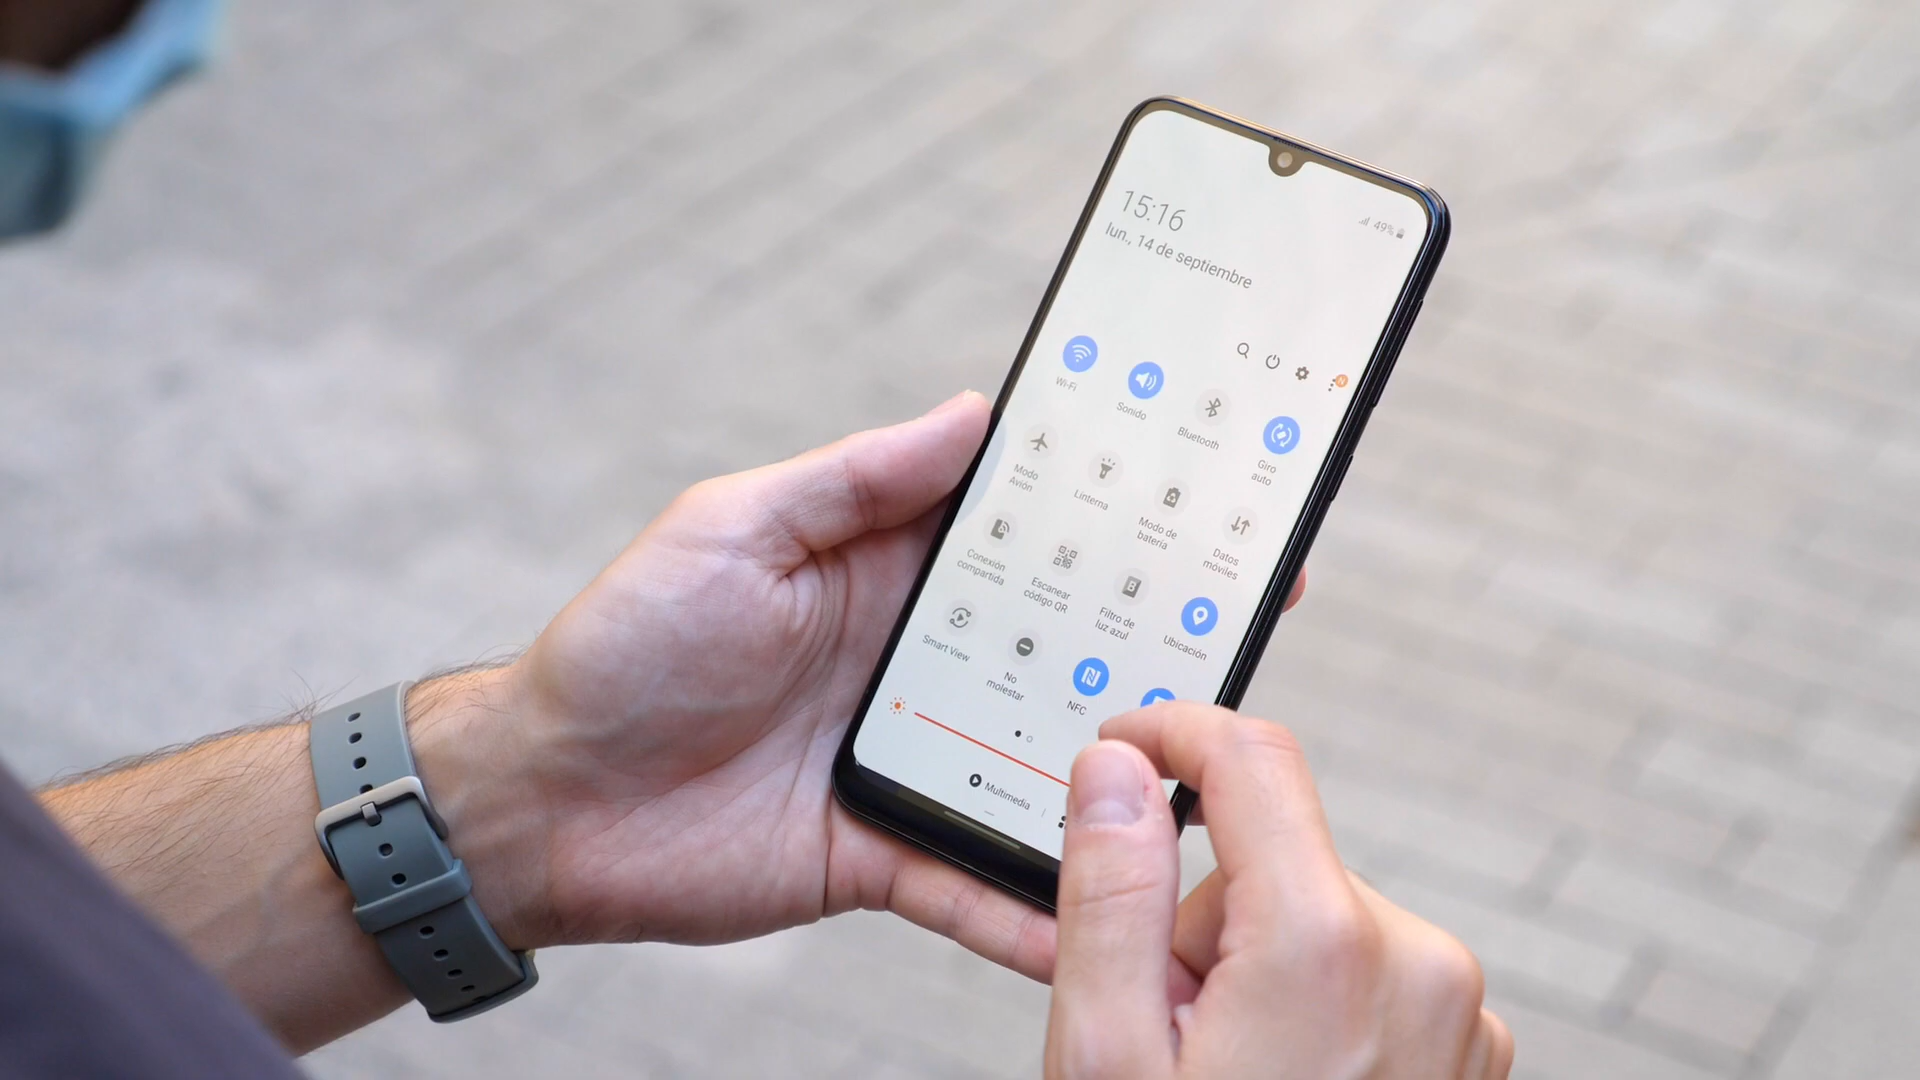 15:16
49%
lun., 14 de septiembre
N
Wi-Fi
Sonido
Bluetooth
Giro
auto
Modo
Avión
Linterna
Modo de
batería
Datos
móviles
Conexión
compartida
Escanear
código QR
Filtro de
luz azul
Ubicación
Smart View
No
molestar
NFC
Multimedia